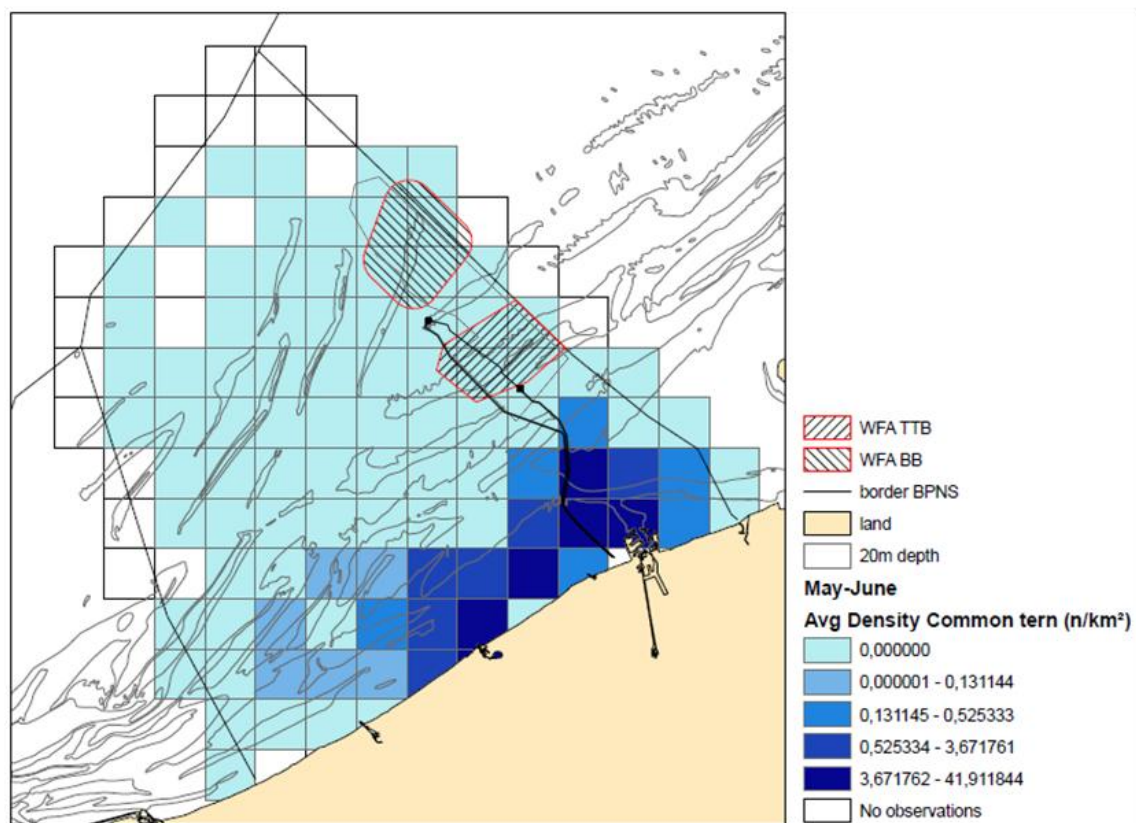 WFA TTB
WFA BB
border BPNS
land
20m depth
May-June
Avg Density Common tern (n/km²)
0,000000
0,000001 - 0,131144
0,131145 - 0,525333
0,525334 - 3,671761
3,671762 - 41,911844
No observations